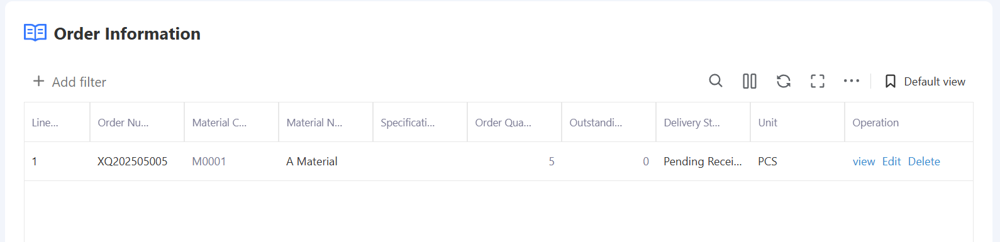 Order Information
Add filter
Default view
Line... Order Nu... Material C... Material N... Specificati... Order Qua... Outstandi... Delivery St... Unit Operation
1 XQ202505005 M0001 A Material 5 0 Pending Recei... PCS view Edit Delete